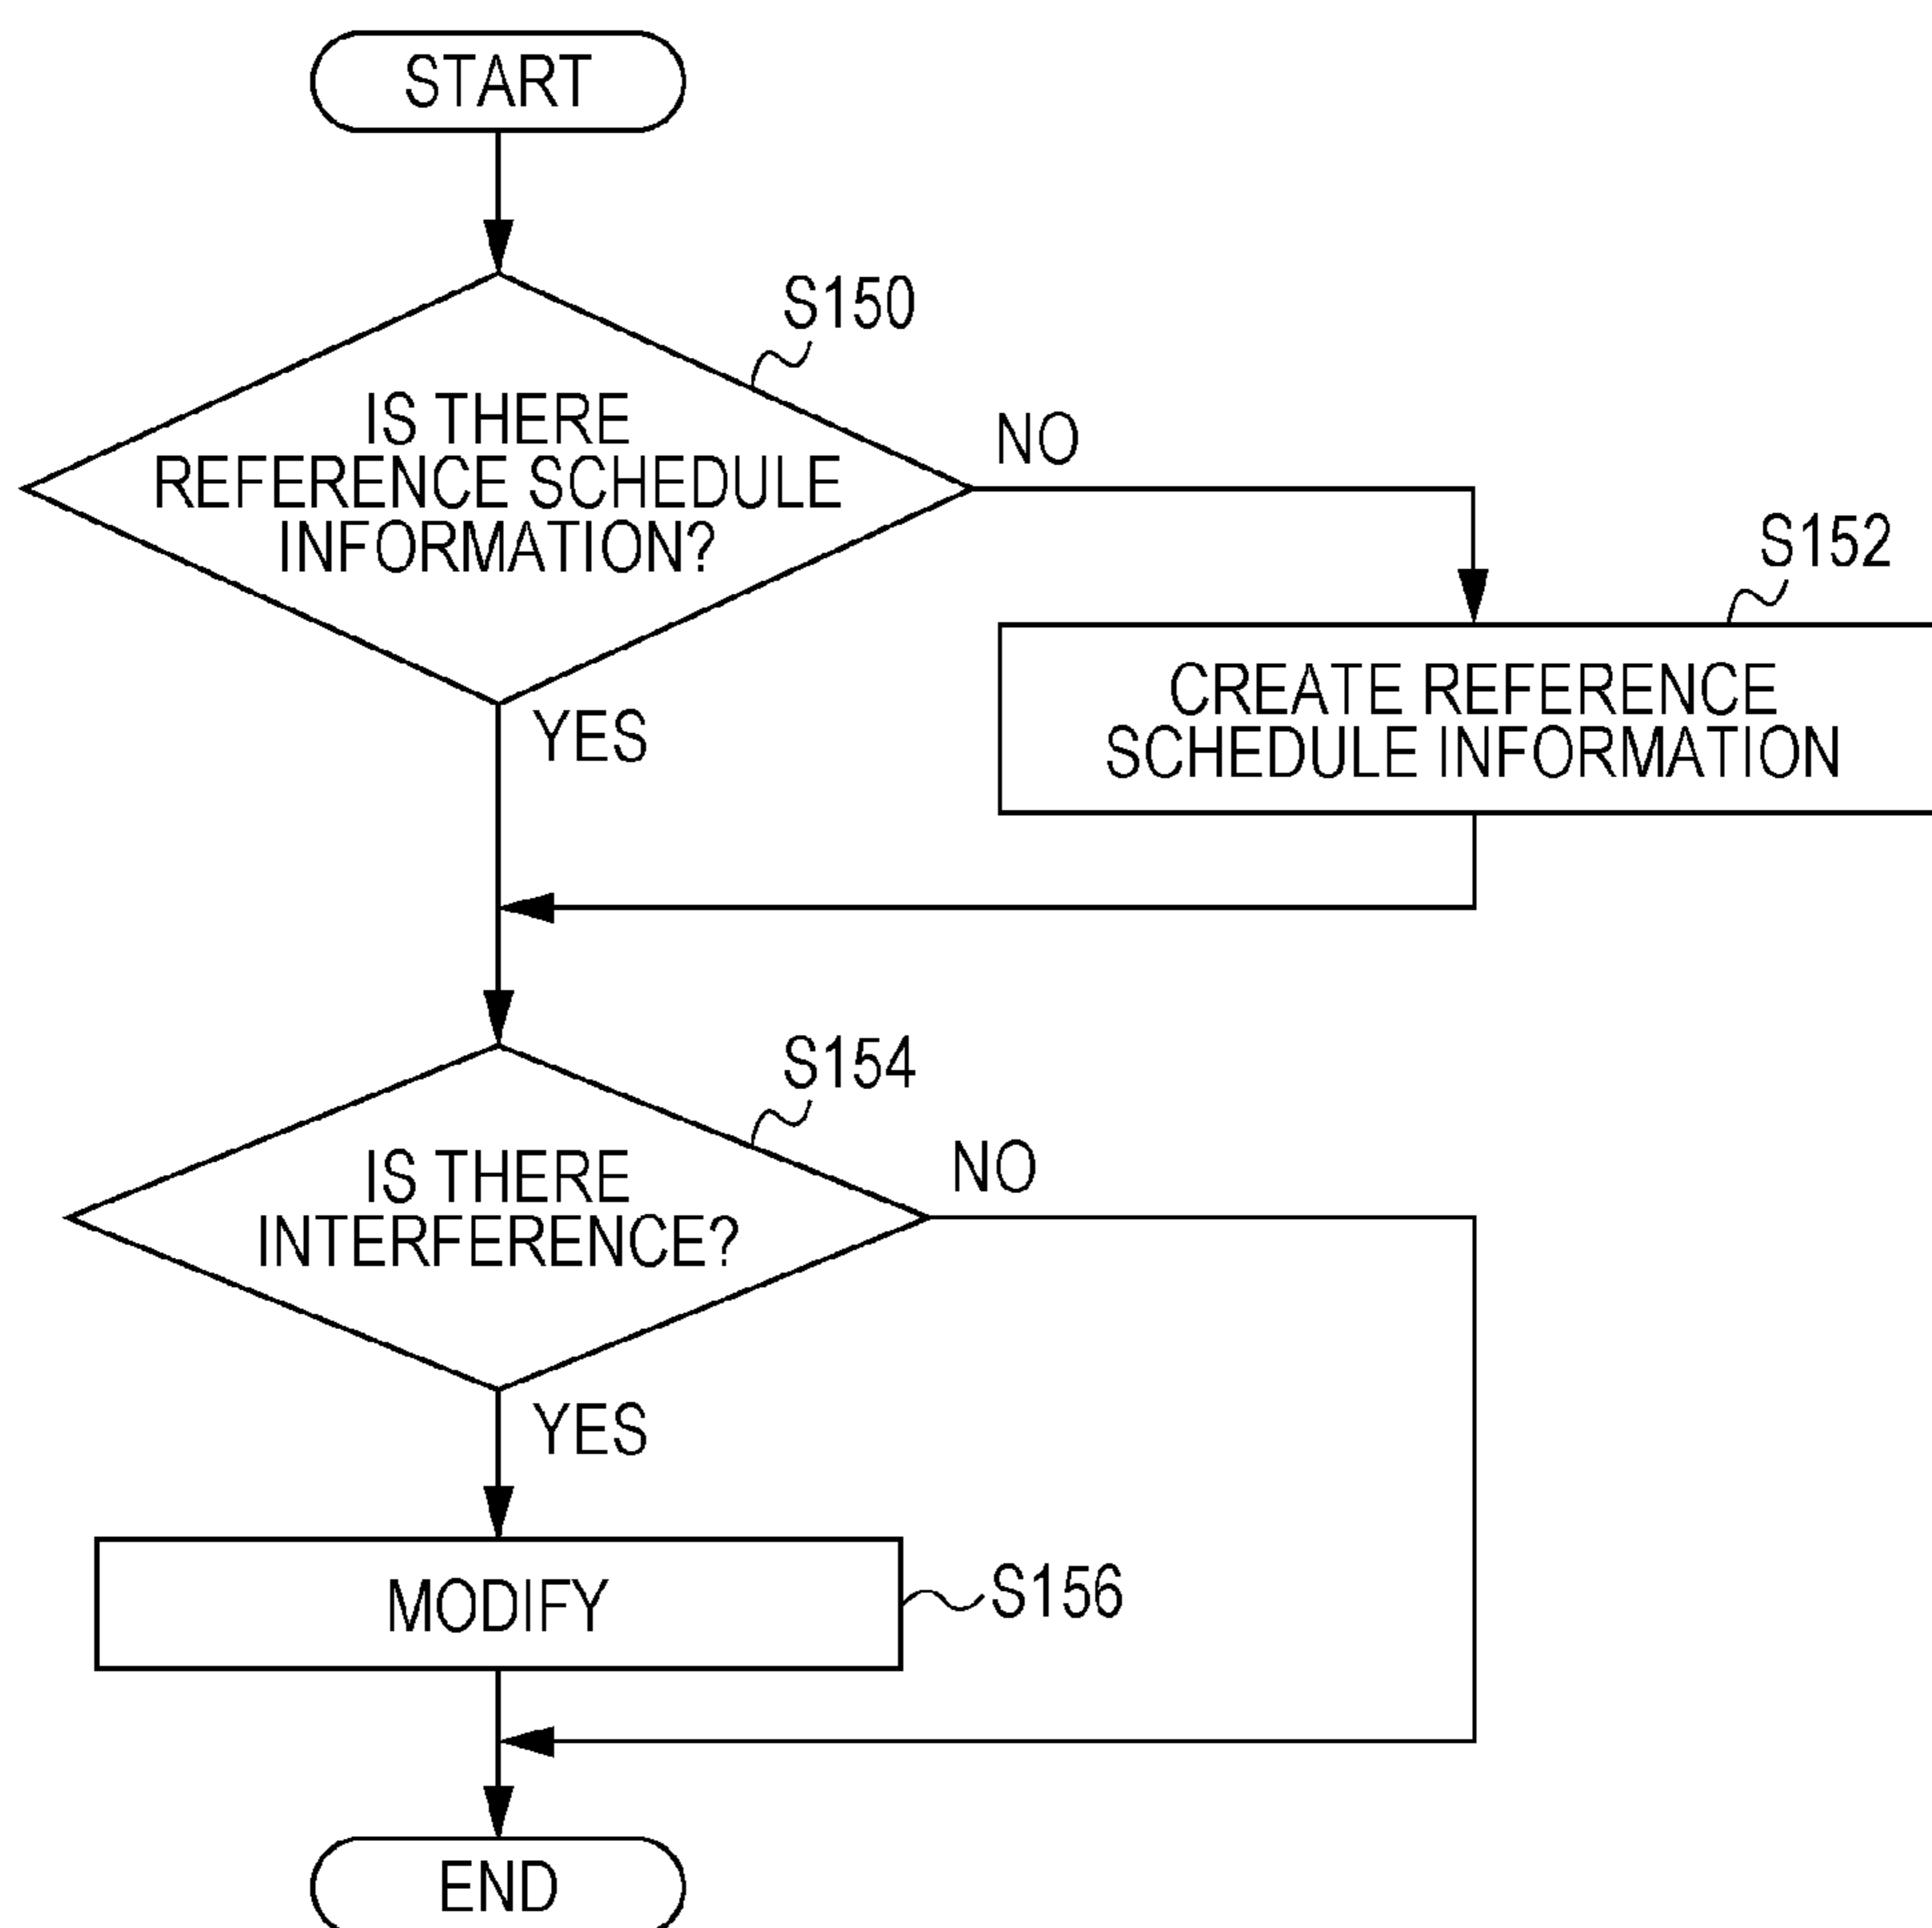 START
S150
IS THERE
REFERENCE SCHEDULE
INFORMATION?
NO
S152
CREATE REFERENCE
SCHEDULE INFORMATION
YES
S154
IS THERE
INTERFERENCE?
NO
YES
MODIFY
S156
END